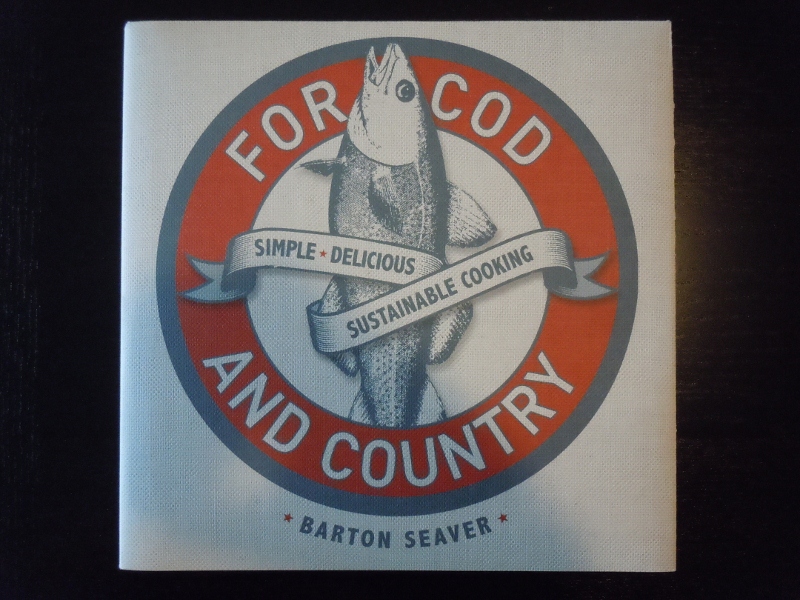 FOR COD
SIMPLE ★ DELICIOUS
SUSTAINABLE COOKING
AND COUNTRY
★ BARTON SEAVER ★